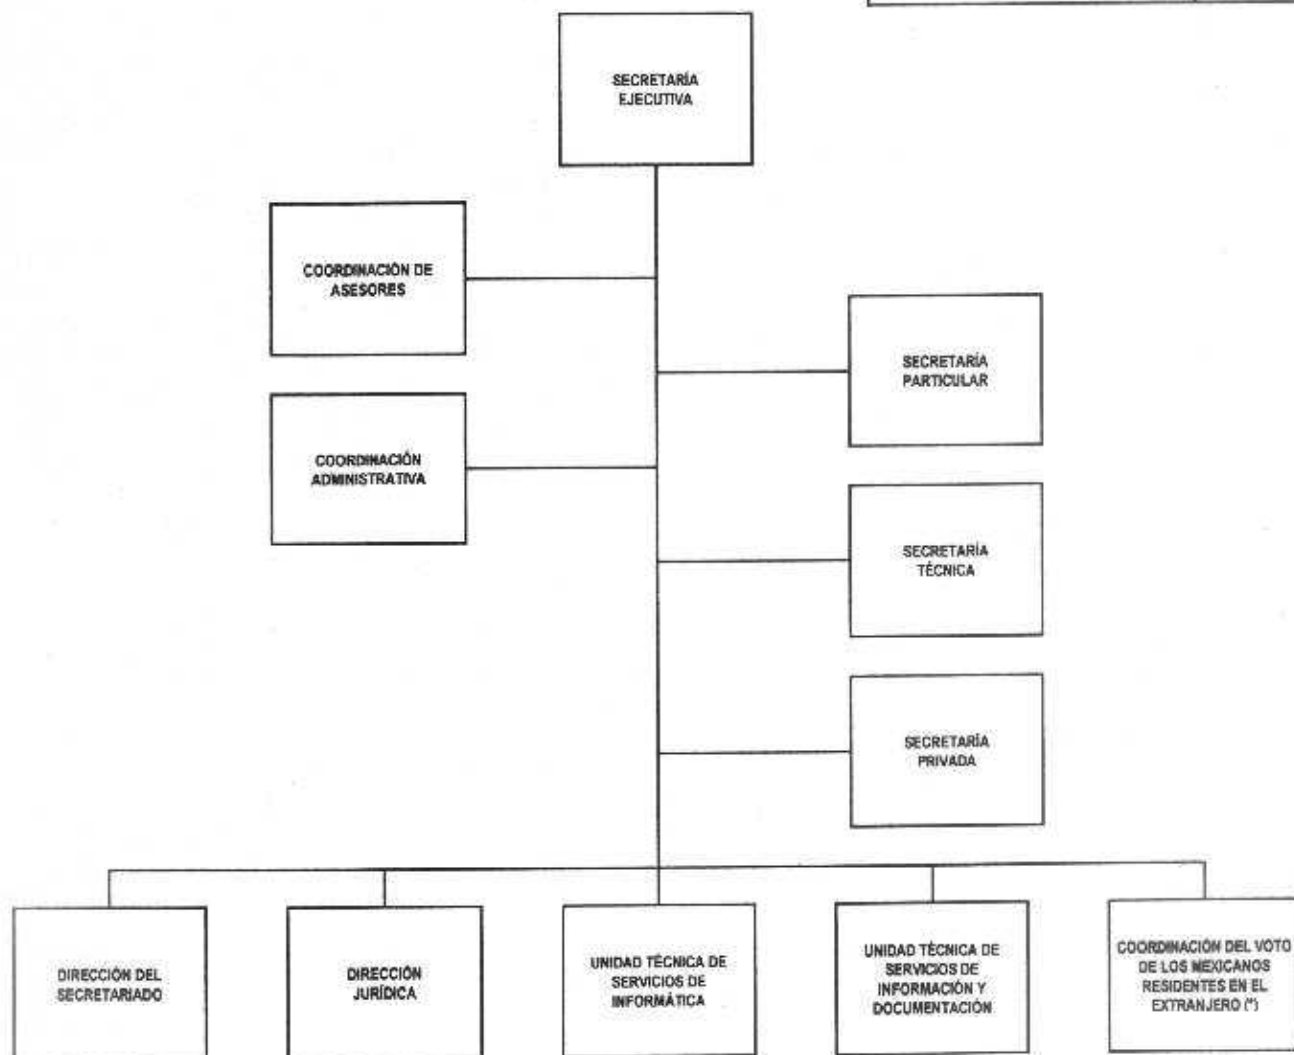 SECRETARÍA
EJECUTIVA
COORDINACIÓN DE
ASESORES
SECRETARÍA
PARTICULAR
COORDINACIÓN
ADMINISTRATIVA
SECRETARÍA
TÉCNICA
SECRETARÍA
PRIVADA
DIRECCIÓN DEL
SECRETARIADO
DIRECCIÓN
JURÍDICA
UNIDAD TÉCNICA DE
SERVICIOS DE
INFORMÁTICA
UNIDAD TÉCNICA DE
SERVICIOS DE
INFORMACIÓN Y
DOCUMENTACIÓN
COORDINACIÓN DEL VOTO
DE LOS MEXICANOS
RESIDENTES EN EL
EXTRANJERO (*)